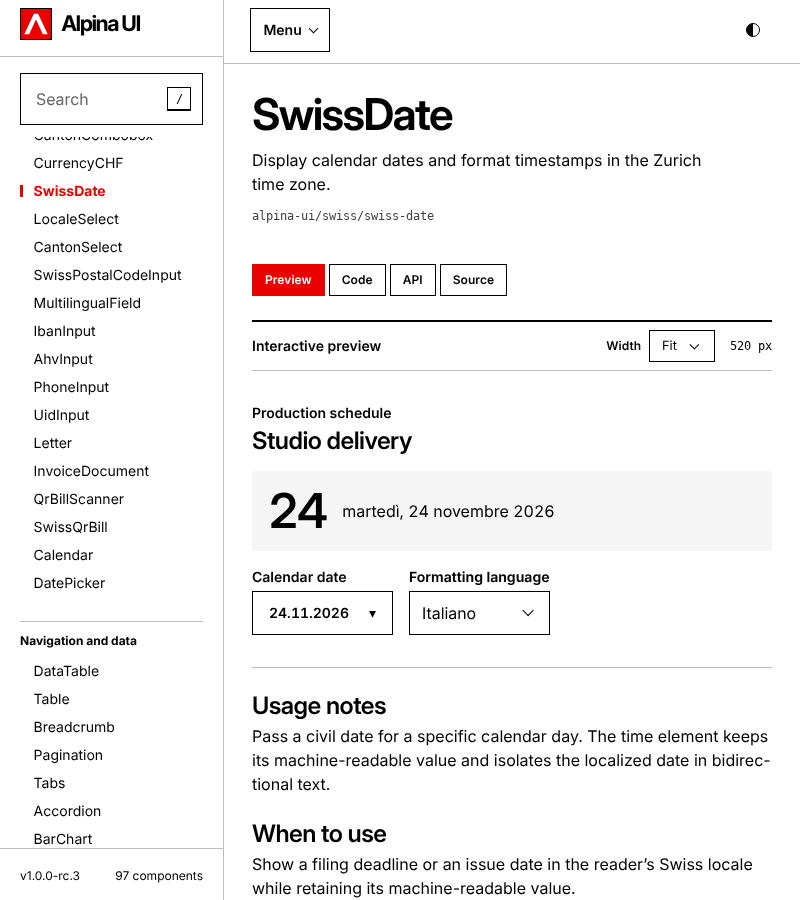 Alpina UI
Search
/
CantonCombobox
CurrencyCHF
SwissDate
LocaleSelect
CantonSelect
SwissPostalCodeInput
MultilingualField
IbanInput
AhvInput
PhoneInput
UidInput
Letter
InvoiceDocument
QrBillScanner
SwissQrBill
Calendar
DatePicker
Navigation and data
DataTable
Table
Breadcrumb
Pagination
Tabs
Accordion
BarChart
v1.0.0-rc.3 97 components
Menu
SwissDate
Display calendar dates and format timestamps in the Zurich
time zone.
alpina-ui/swiss/swiss-date
Preview Code API Source
Interactive preview Width Fit 520 px
Production schedule
Studio delivery
24 martedì, 24 novembre 2026
Calendar date Formatting language
24.11.2026 Italiano
Usage notes
Pass a civil date for a specific calendar day. The time element keeps
its machine-readable value and isolates the localized date in bidirec-
tional text.
When to use
Show a filing deadline or an issue date in the reader’s Swiss locale
while retaining its machine-readable value.